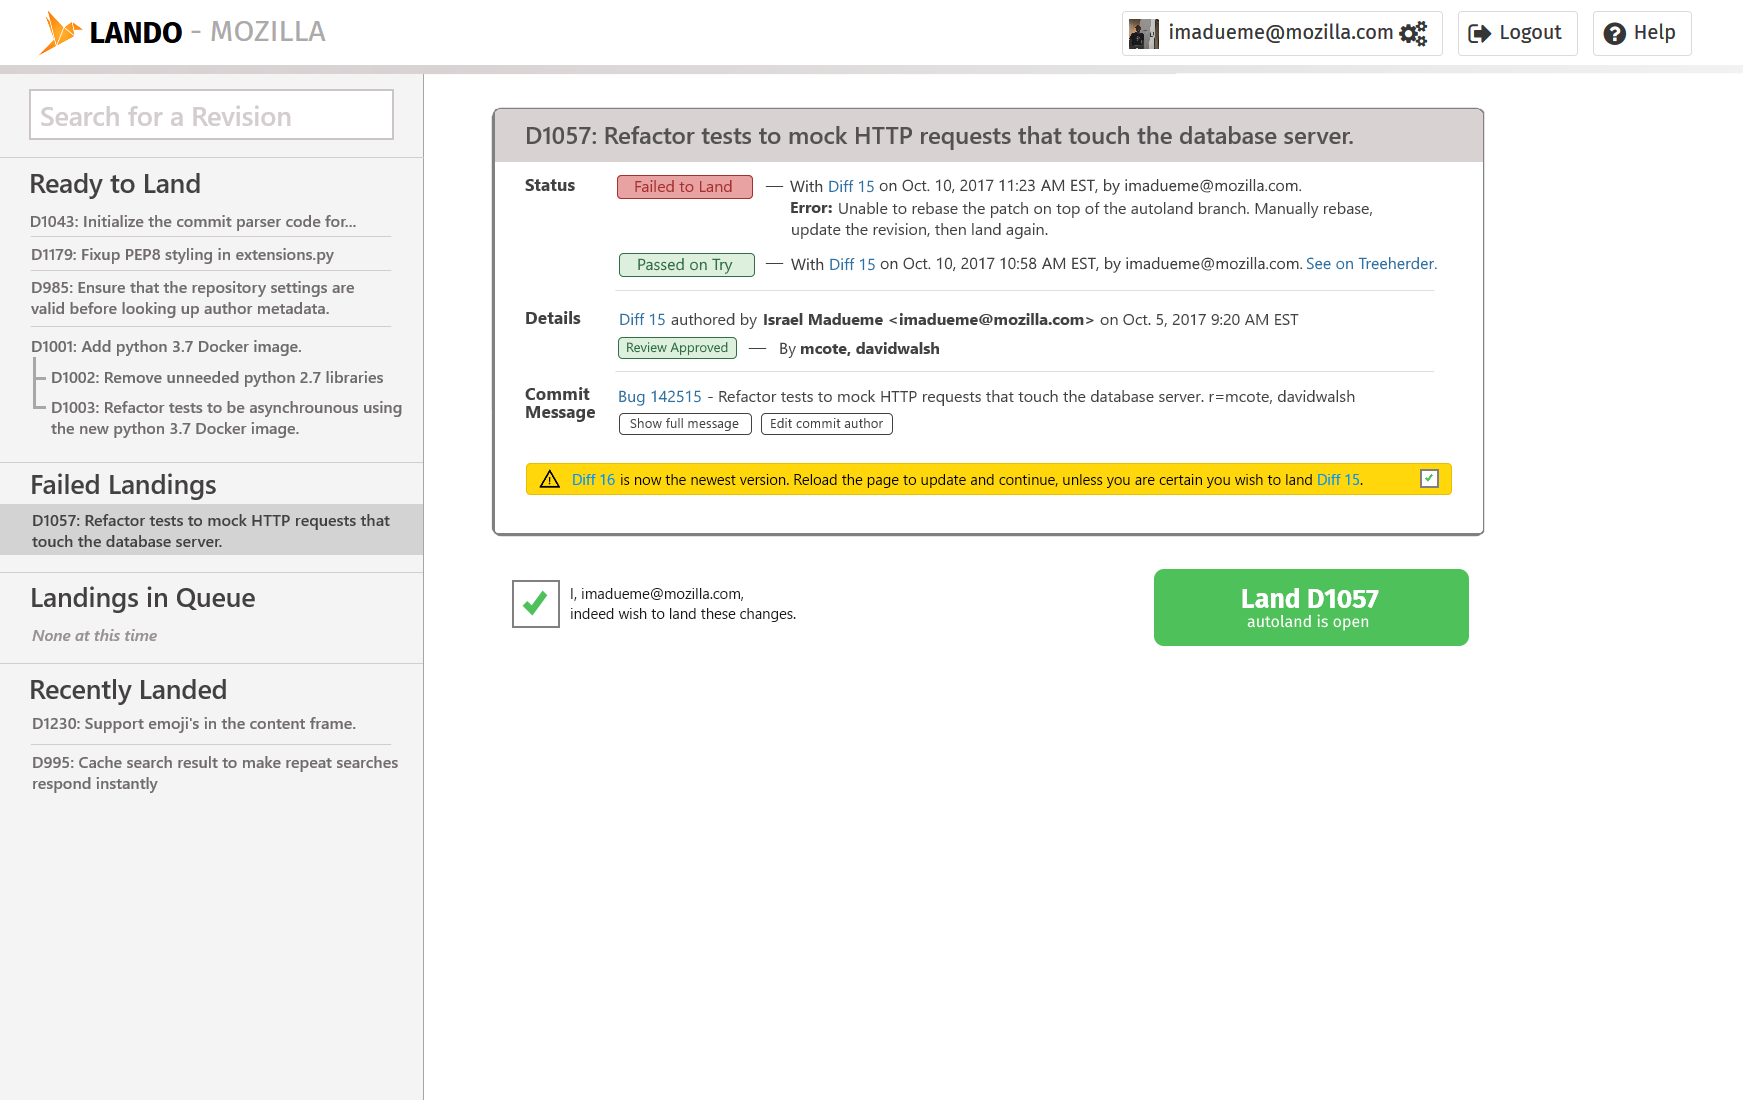 LANDO - MOZILLA
imadueme@mozilla.com
Logout
Help
Search for a Revision
Ready to Land
D1043: Initialize the commit parser code for...
D1179: Fixup PEP8 styling in extensions.py
D985: Ensure that the repository settings are
valid before looking up author metadata.
D1001: Add python 3.7 Docker image.
D1002: Remove unneeded python 2.7 libraries
D1003: Refactor tests to be asynchrounous using
the new python 3.7 Docker image.
Failed Landings
D1057: Refactor tests to mock HTTP requests that
touch the database server.
Landings in Queue
None at this time
Recently Landed
D1230: Support emoji's in the content frame.
D995: Cache search result to make repeat searches
respond instantly
D1057: Refactor tests to mock HTTP requests that touch the database server.
Status
Failed to Land — With Diff 15 on Oct. 10, 2017 11:23 AM EST, by imadueme@mozilla.com.
Error: Unable to rebase the patch on top of the autoland branch. Manually rebase,
update the revision, then land again.
Passed on Try — With Diff 15 on Oct. 10, 2017 10:58 AM EST, by imadueme@mozilla.com. See on Treeherder.
Details
Diff 15 authored by Israel Madueme <imadueme@mozilla.com> on Oct. 5, 2017 9:20 AM EST
Review Approved — By mcote, davidwalsh
Commit
Message
Bug 142515 - Refactor tests to mock HTTP requests that touch the database server. r=mcote, davidwalsh
Show full message
Edit commit author
Diff 16 is now the newest version. Reload the page to update and continue, unless you are certain you wish to land Diff 15.
I, imadueme@mozilla.com,
indeed wish to land these changes.
Land D1057
autoland is open